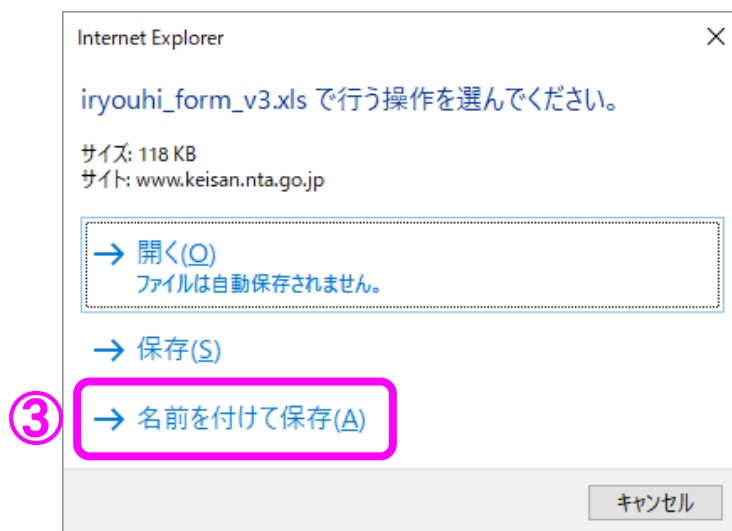 Internet Explorer
iryouhi_form_v3.xls で行う操作を選んでください。
サイズ: 118 KB
サイト: www.keisan.nta.go.jp
→ 開く(O)
ファイルは自動保存されません。
→ 保存(S)
③ → 名前を付けて保存(A)
キャンセル